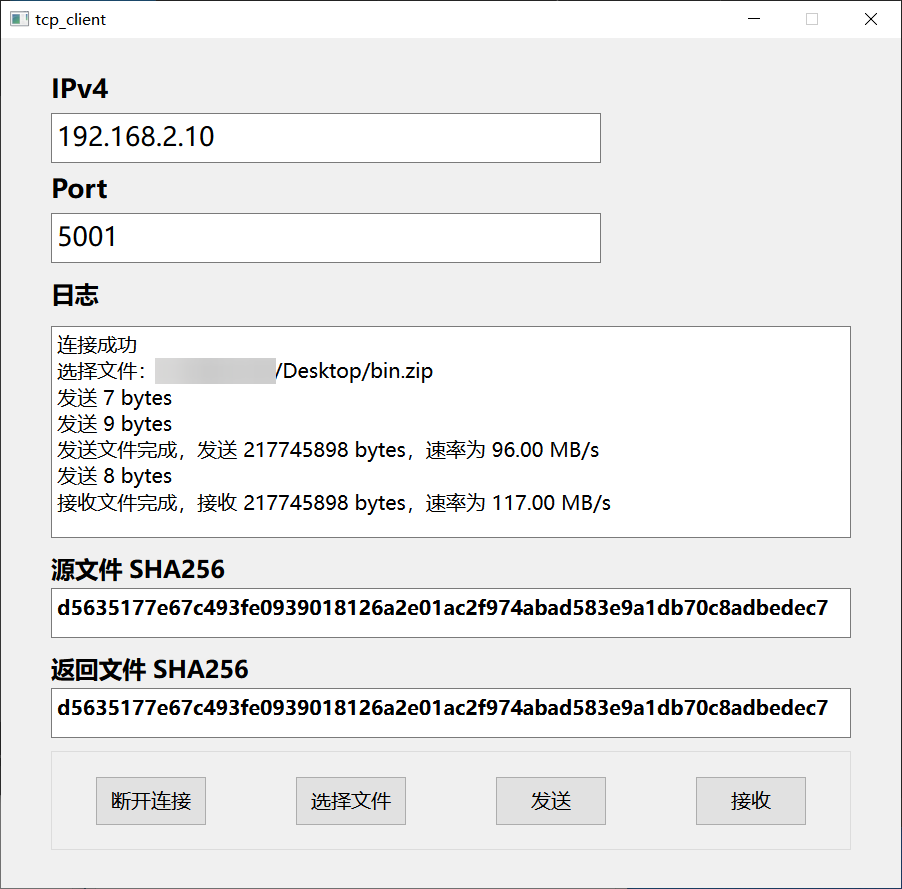 tcp_client
IPv4
192.168.2.10
Port
5001
日志
连接成功
选择文件：/Desktop/bin.zip
发送 7 bytes
发送 9 bytes
发送文件完成，发送 217745898 bytes，速率为 96.00 MB/s
发送 8 bytes
接收文件完成，接收 217745898 bytes，速率为 117.00 MB/s
源文件 SHA256
d5635177e67c493fe0939018126a2e01ac2f974abad583e9a1db70c8adbedec7
返回文件 SHA256
d5635177e67c493fe0939018126a2e01ac2f974abad583e9a1db70c8adbedec7
断开连接 选择文件 发送 接收